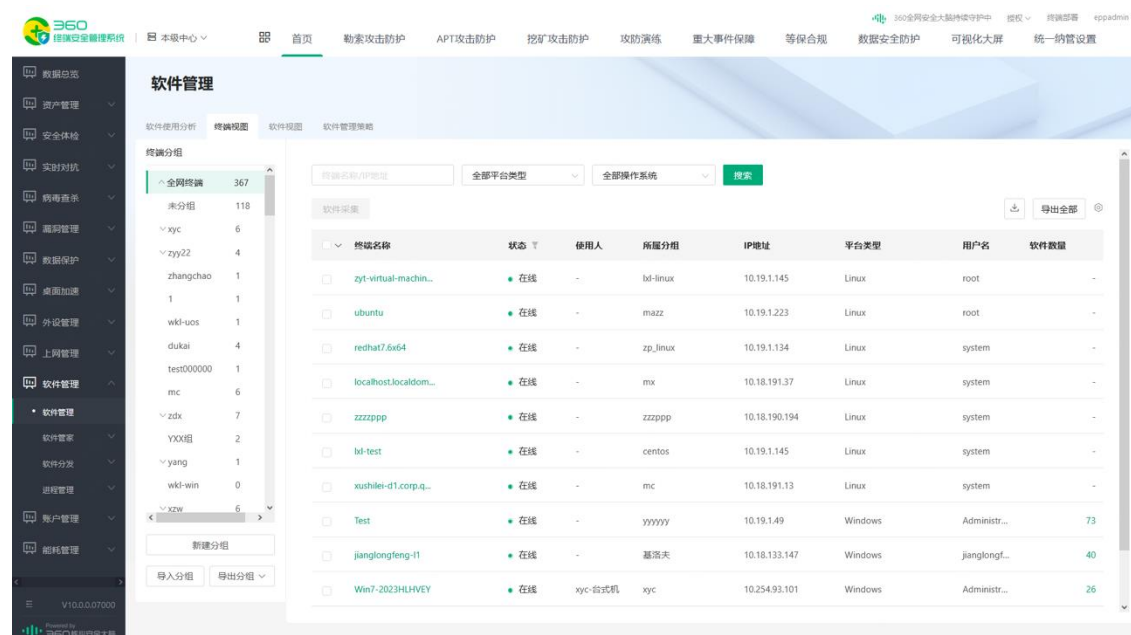 360全网安全大脑持续守护中 授权 终端部署 eppadmin
360
终端安全管理系统
本级中心
首页 勒索攻击防护 APT攻击防护 挖矿攻击防护 攻防演练 重大事件保障 等保合规 数据安全防护 可视化大屏 统一纳管设置
数据总览
资产管理
安全体检
实时对抗
病毒查杀
漏洞管理
数据保护
桌面加速
外设管理
上网管理
软件管理
软件管理
软件管家
软件分发
进程管理
账户管理
能耗管理
V10.0.0.07000
Powered by
软件管理
软件使用分析 终端视图 软件视图 软件管理策略
终端分组
全网终端 367
未分组 118
xyc 6
zyy22 4
zhangchao 1
1 1
wkl-uos 1
dukai 4
test000000 1
mc 6
zdx 7
YXX组 2
yang 1
wkl-win 0
xzw 6
新建分组
导入分组 导出分组
终端名称/IP地址 全部平台类型 全部操作系统 搜索
软件采集 导出全部
终端名称 状态 使用人 所属分组 IP地址 平台类型 用户名 软件数量
zyt-virtual-machin... 在线 - lxl-linux 10.19.1.145 Linux root -
ubuntu 在线 - mazz 10.19.1.223 Linux root -
redhat7.6x64 在线 - zp_linux 10.19.1.134 Linux system -
localhost.localdom... 在线 - mx 10.18.191.37 Linux system -
zzzzppp 在线 - zzzppp 10.18.190.194 Linux system -
lxl-test 在线 - centos 10.19.1.145 Linux system -
xushilei-d1.corp.q... 在线 - mc 10.18.191.13 Linux system -
Test 在线 - yyyyyy 10.19.1.49 Windows Administr... 73
jianglongfeng-l1 在线 - 基洛夫 10.18.133.147 Windows jianglongf... 40
Win7-2023HLHVEY 在线 xyc-台式机 xyc 10.254.93.101 Windows Administr... 26